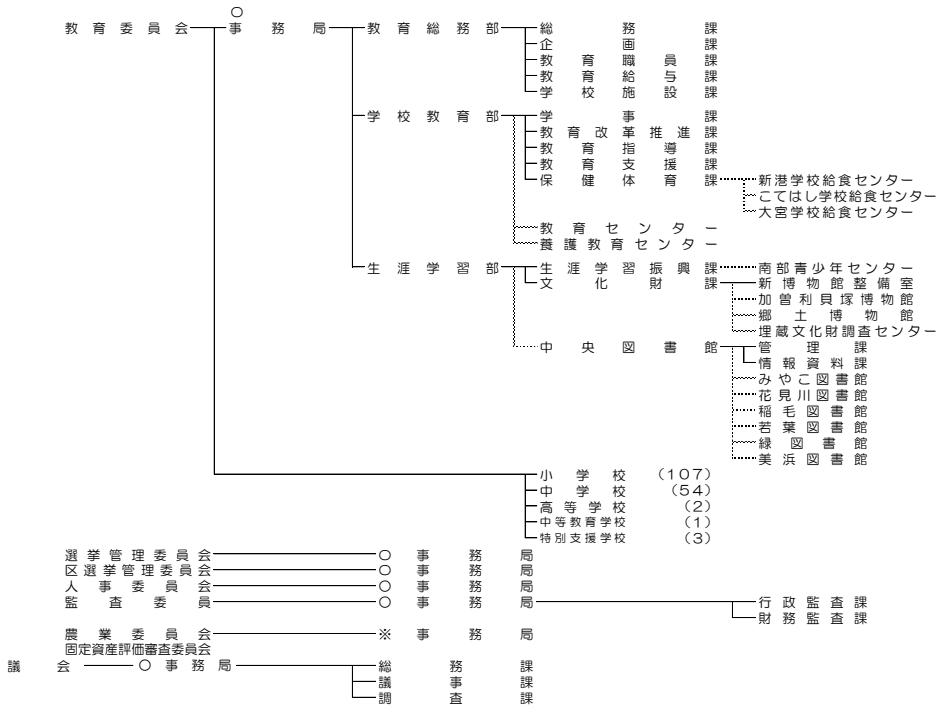 ○
教育委員会 事務局 教育総務部 総務課
企画課
教育職員課
教育給与課
学校施設課
学校教育部 学事課
教育改革推進課
教育指導課
教育支援課
保健体育課 新港学校給食センター
こてはし学校給食センター
大宮学校給食センター
教育センター
養護教育センター
生涯学習部 生涯学習振興課 南部青少年センター
文化財課 新博物館整備室
加曽利貝塚博物館
郷土博物館
埋蔵文化財調査センター
中央図書館 管理課
情報資料課
みやこ図書館
花見川図書館
稲毛図書館
若葉図書館
緑図書館
美浜図書館
小学校 (107)
中学校 (54)
高等学校 (2)
中等教育学校 (1)
特別支援学校 (3)
選挙管理委員会 ○ 事務局
区選挙管理委員会 ○ 事務局
人事委員会 ○ 事務局
監査委員 ○ 事務局 行政監査課
財務監査課
農業委員会 ※ 事務局
固定資産評価審査委員会
議会 ○ 事務局 総務課
議事課
調査課